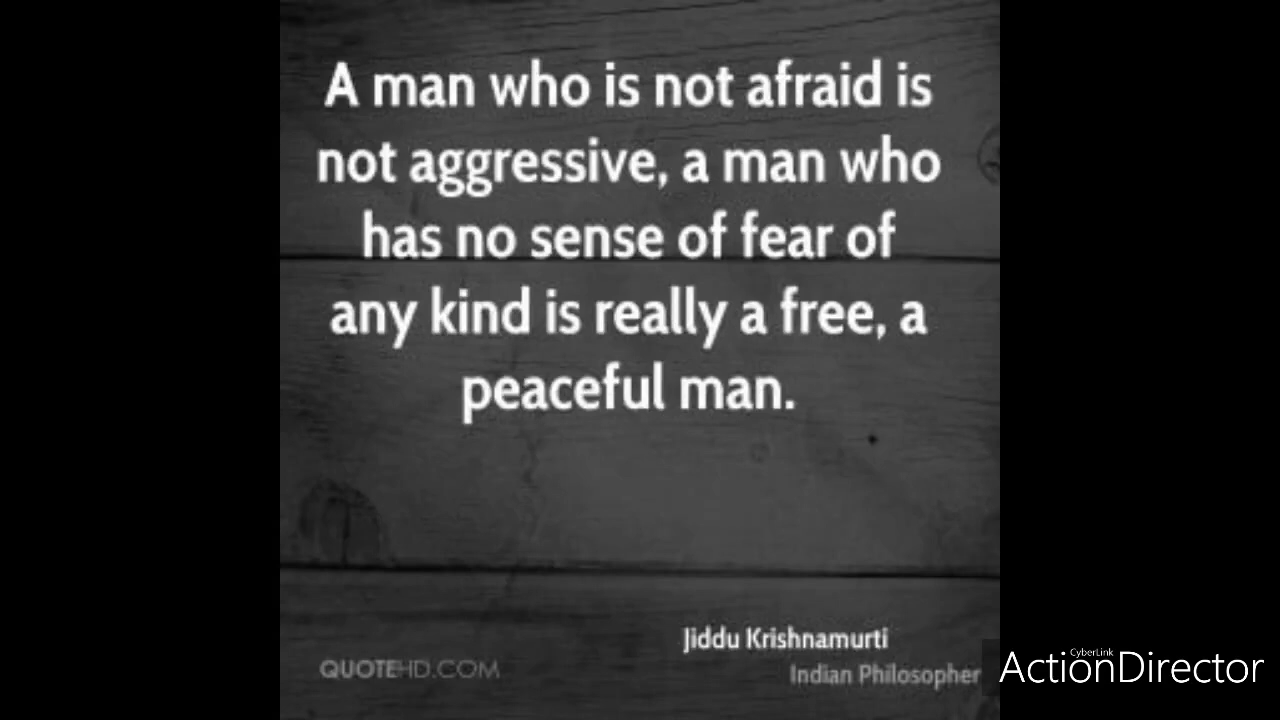 A man who is not afraid is
not aggressive, a man who
has no sense of fear of
any kind is really a free, a
peaceful man.
Jiddu Krishnamurti
Indian Philosopher
QUOTEHD.COM
CyberLink
ActionDirector